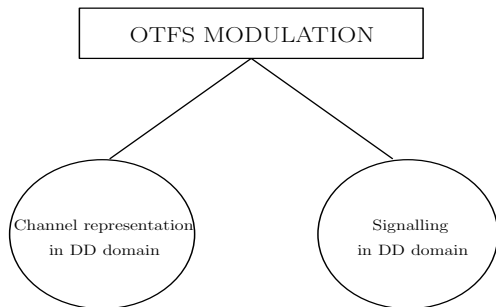 OTFS MODULATION
Channel representation
in DD domain
Signalling
in DD domain